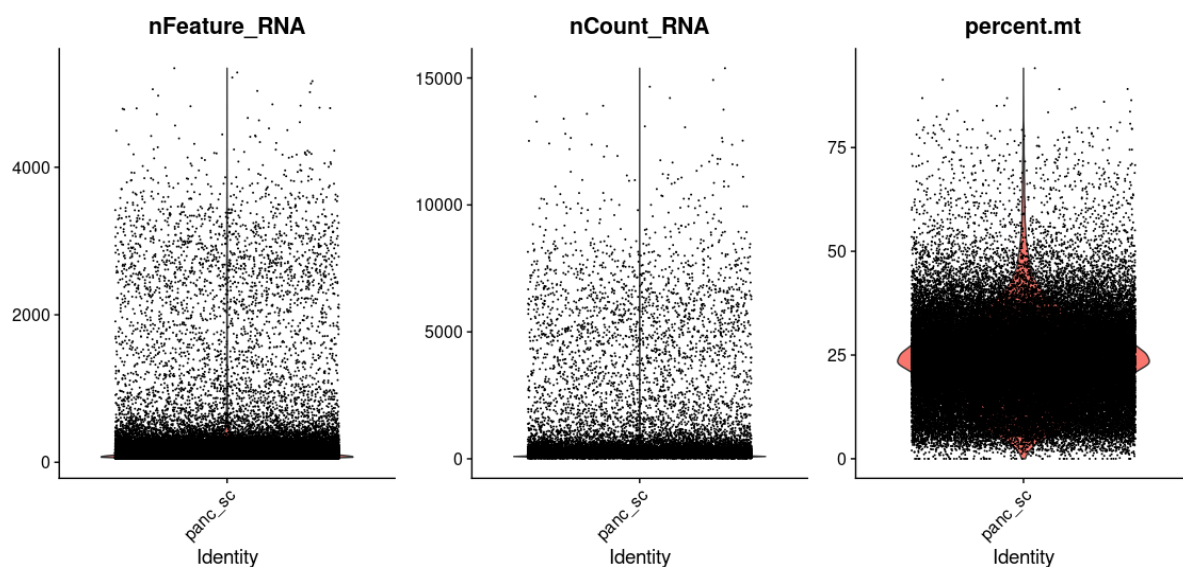 nFeature_RNA
4000
2000
0
panc_sc
Identity
nCount_RNA
15000
10000
5000
0
panc_sc
Identity
percent.mt
75
50
25
0
panc_sc
Identity